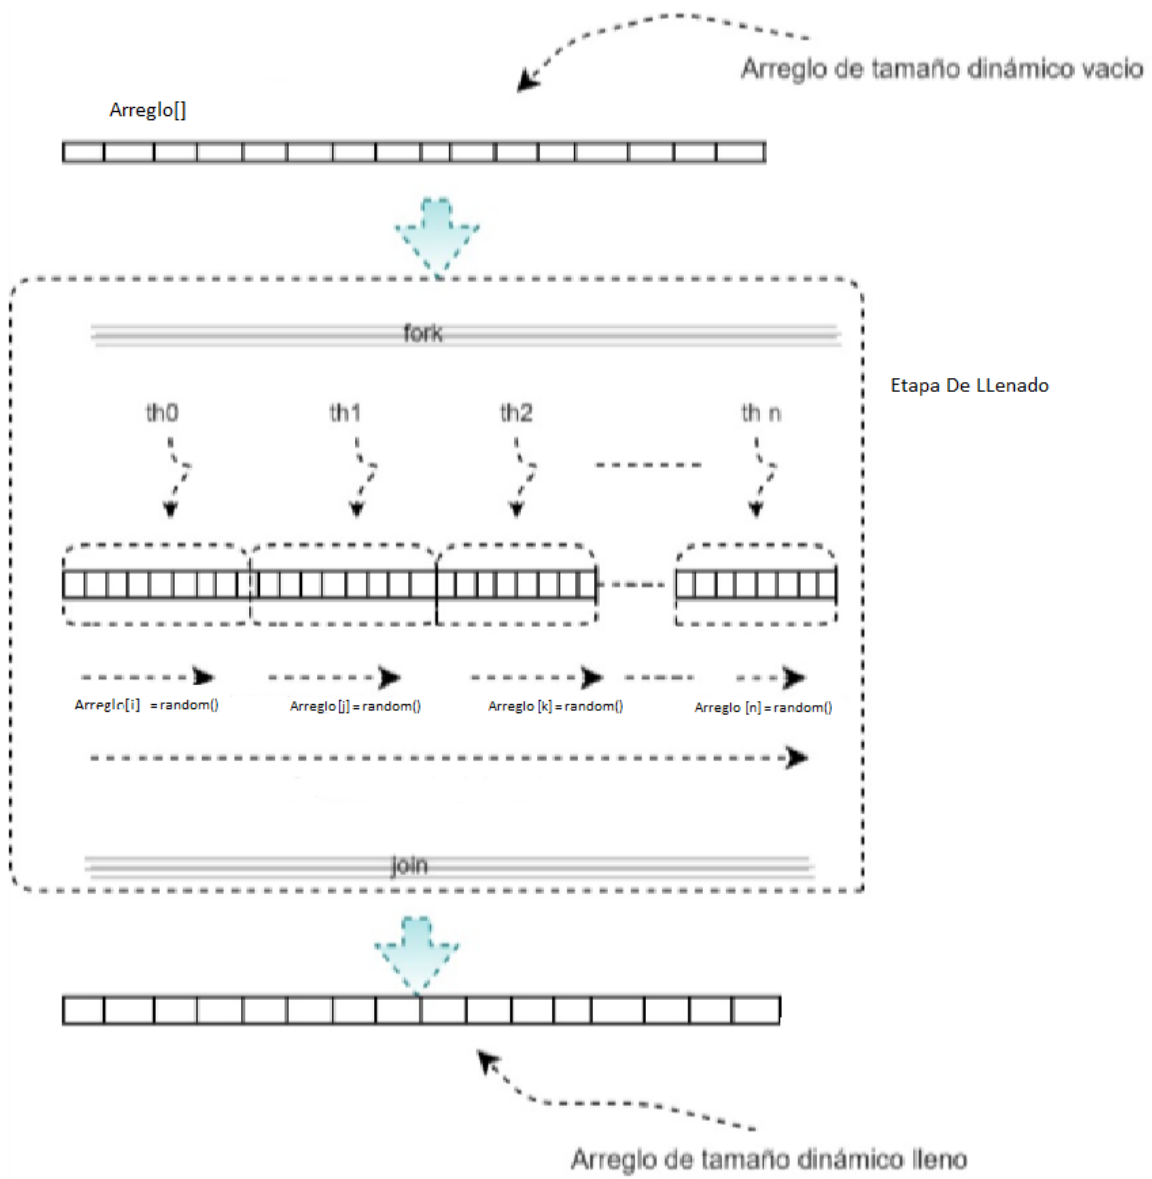 Arreglo de tamaño dinámico vacio
Arreglo[]
fork
Etapa De LLenado
th0 th1 th2 th n
Arreglo[i] =random() Arreglo[j]=random() Arreglo [k]=random() Arreglo [n]=random()
join
Arreglo de tamaño dinámico lleno